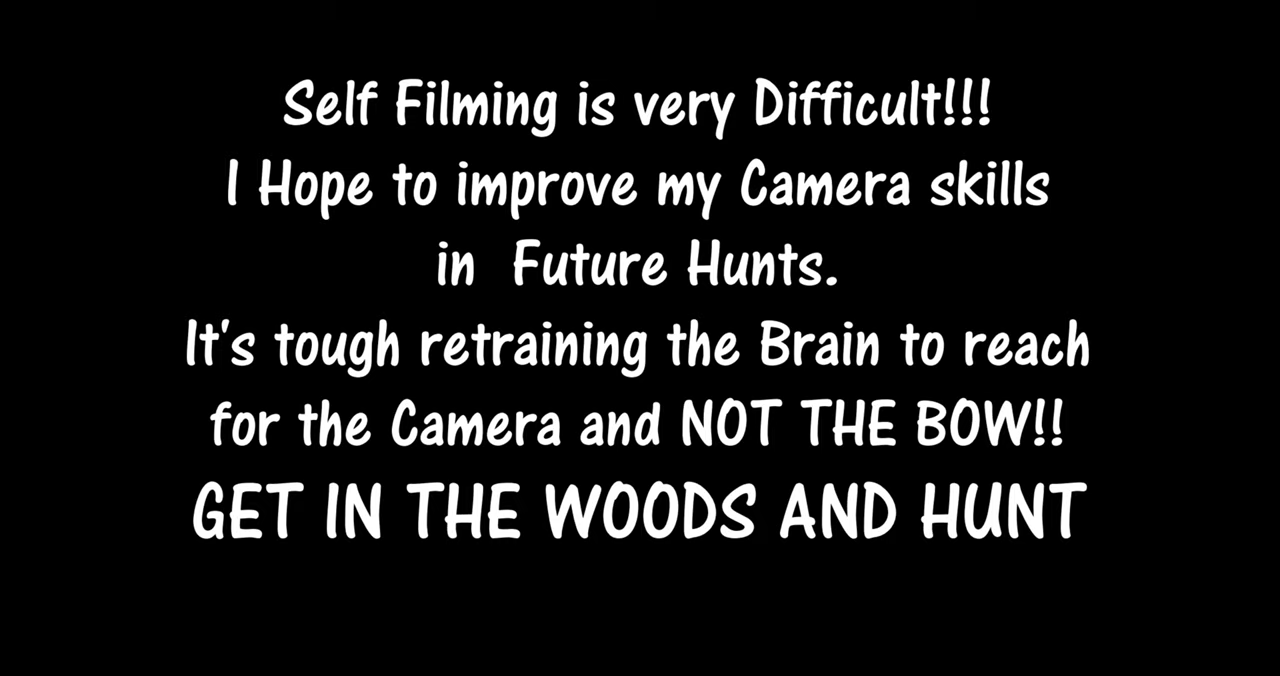 Self Filming is very Difficult!!!
I Hope to improve my Camera skills
in  Future Hunts.
It's tough retraining the Brain to reach
for the Camera and NOT THE BOW!!
GET IN THE WOODS AND HUNT